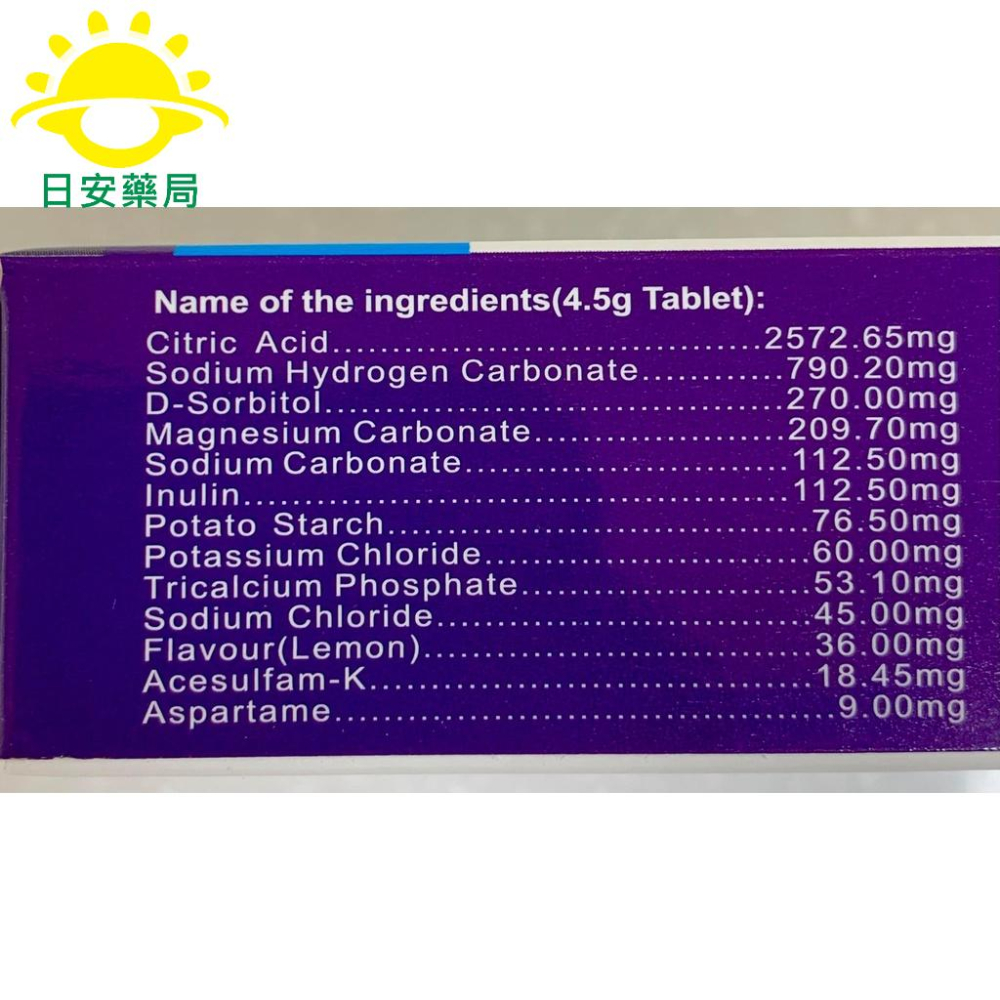 日安藥局
Name of the ingredients(4.5g Tablet):
Citric Acid....................................2572.65mg
Sodium Hydrogen Carbonate............790.20mg
D-Sorbitol.......................................270.00mg
Magnesium Carbonate.....................209.70mg
Sodium Carbonate...........................112.50mg
Inulin..............................................112.50mg
Potato Starch....................................76.50mg
Potassium Chloride...........................60.00mg
Tricalcium Phosphate........................53.10mg
Sodium Chloride...............................45.00mg
Flavour(Lemon)................................36.00mg
Acesulfam-K.....................................18.45mg
Aspartame..........................................9.00mg